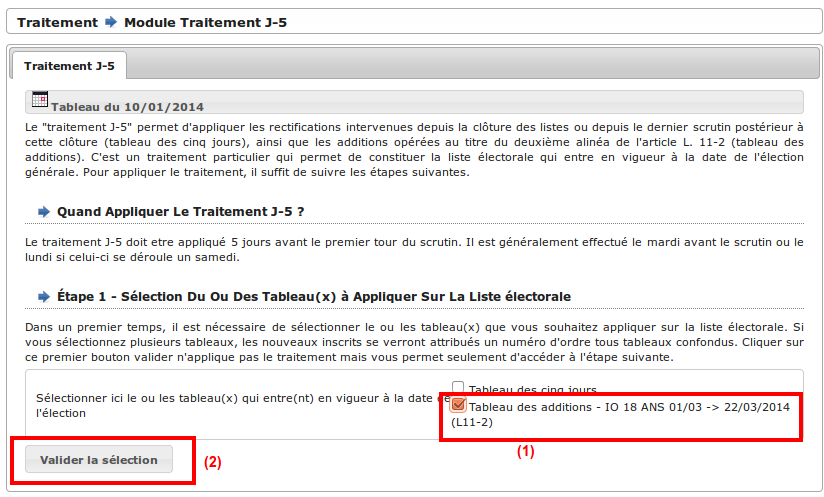 Traitement Module Traitement J-5
Traitement J-5
Tableau du 10/01/2014
Le "traitement J-5" permet d'appliquer les rectifications intervenues depuis la clôture des listes ou depuis le dernier scrutin postérieur à
cette clôture (tableau des cinq jours), ainsi que les additions opérées au titre du deuxième alinéa de l'article L. 11-2 (tableau des
additions). C'est un traitement particulier qui permet de constituer la liste électorale qui entre en vigueur à la date de l'élection
générale. Pour appliquer le traitement, il suffit de suivre les étapes suivantes.
Quand Appliquer Le Traitement J-5 ?
Le traitement J-5 doit etre appliqué 5 jours avant le premier tour du scrutin. Il est généralement effectué le mardi avant le scrutin ou le
lundi si celui-ci se déroule un samedi.
Étape 1 - Sélection Du Ou Des Tableau(x) à Appliquer Sur La Liste électorale
Dans un premier temps, il est nécessaire de sélectionner le ou les tableau(x) que vous souhaitez appliquer sur la liste électorale. Si
vous sélectionnez plusieurs tableaux, les nouveaux inscrits se verront attribués un numéro d'ordre tous tableaux confondus. Cliquer sur
ce premier bouton valider n'applique pas le traitement mais vous permet seulement d'accéder à l'étape suivante.
Sélectionner ici le ou les tableau(x) qui entre(nt) en vigueur à la date de
l'élection
Tableau des cinq jours
Tableau des additions - IO 18 ANS 01/03 -> 22/03/2014
(L11-2)
(1)
Valider la sélection
(2)